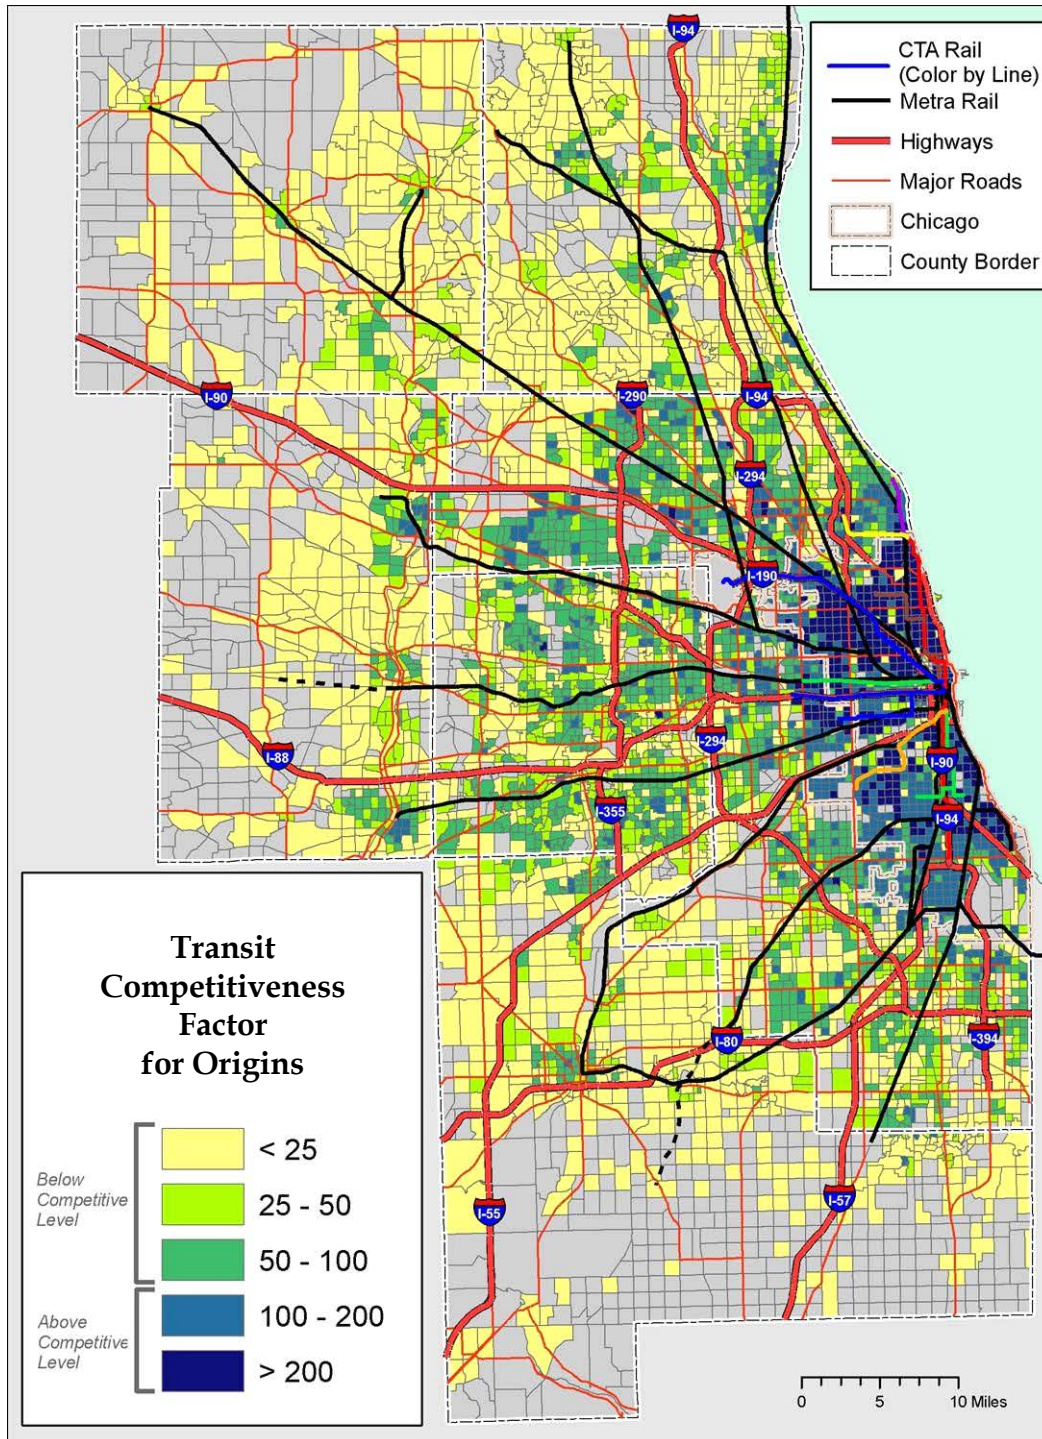 I-94
CTA Rail
(Color by Line)
Metra Rail
Highways
Major Roads
Chicago
County Border
I-90
I-290
I-94
I-294
I-190
I-88
I-294
I-90
I-355
I-94
Transit
Competitiveness
Factor
for Origins
Below
Competitive
Level
< 25
25 - 50
50 - 100
Above
Competitive
Level
100 - 200
> 200
I-80
I-394
I-55
I-57
0 5 10 Miles